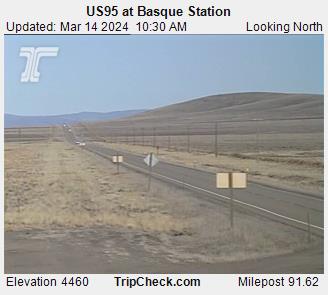 US95 at Basque Station
Updated: Mar 14 2024 10:30 AM Looking North
Elevation 4460 TripCheck.com Milepost 91.62